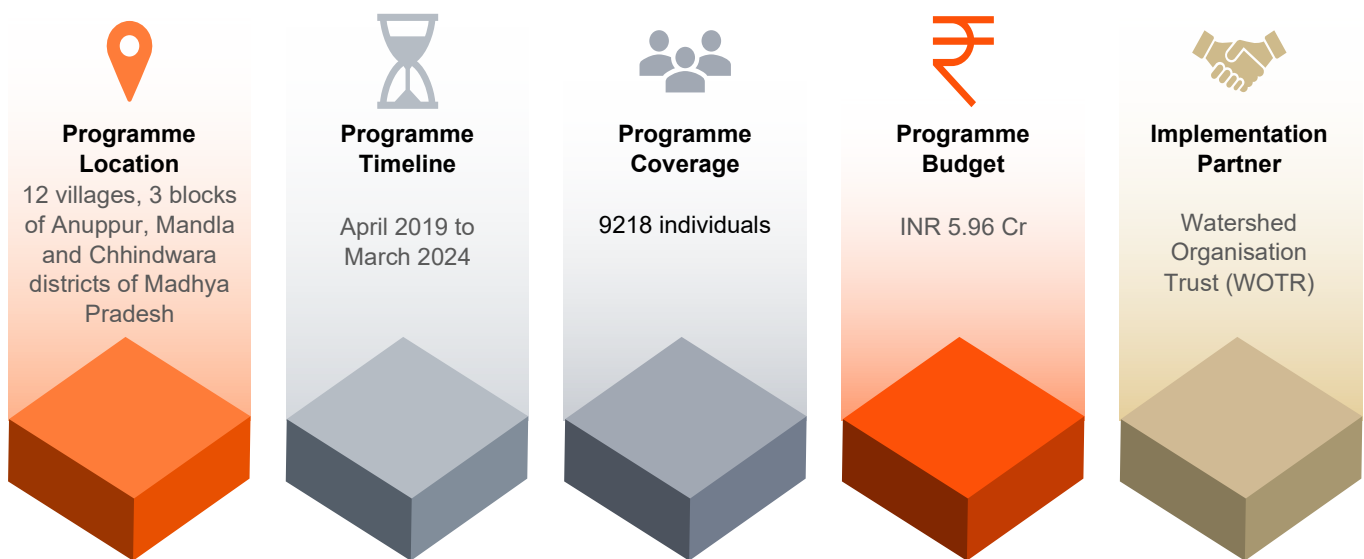 Programme
Location
12 villages, 3 blocks
of Anuppur, Mandla
and Chhindwara
districts of Madhya
Pradesh
Programme
Timeline
April 2019 to
March 2024
Programme
Coverage
9218 individuals
₹
Programme
Budget
INR 5.96 Cr
Implementation
Partner
Watershed
Organisation
Trust (WOTR)